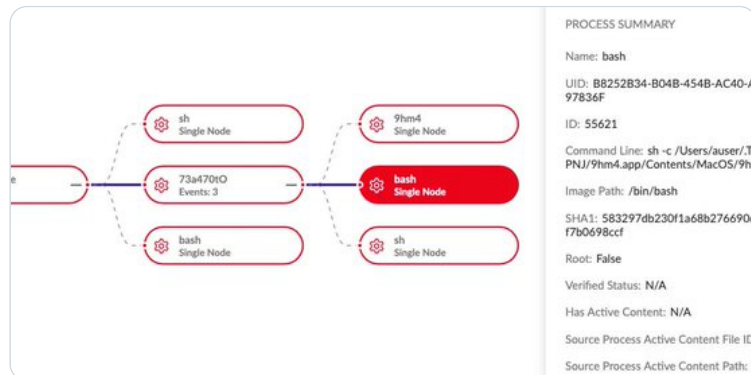 e
sh
Single Node
73a470tO
Events: 3
bash
Single Node
9hm4
Single Node
bash
Single Node
sh
Single Node
PROCESS SUMMARY
Name: bash
UID: B8252B34-B04B-454B-AC40-A
97836F
ID: 55621
Command Line: sh -c /Users/auser/.T
PNJ/9hm4.app/Contents/MacOS/9h
Image Path: /bin/bash
SHA1: 583297db230f1a68b276690
f7b0698ccf
Root: False
Verified Status: N/A
Has Active Content: N/A
Source Process Active Content File ID
Source Process Active Content Path: